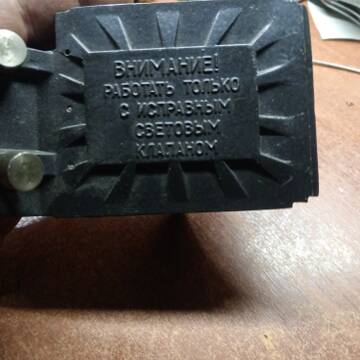 ВНИМАНИЕ!
РАБОТАТЬ ТОЛЬКО
С ИСПРАВНЫМ
СВЕТОВЫМ
КЛАПАНОМ